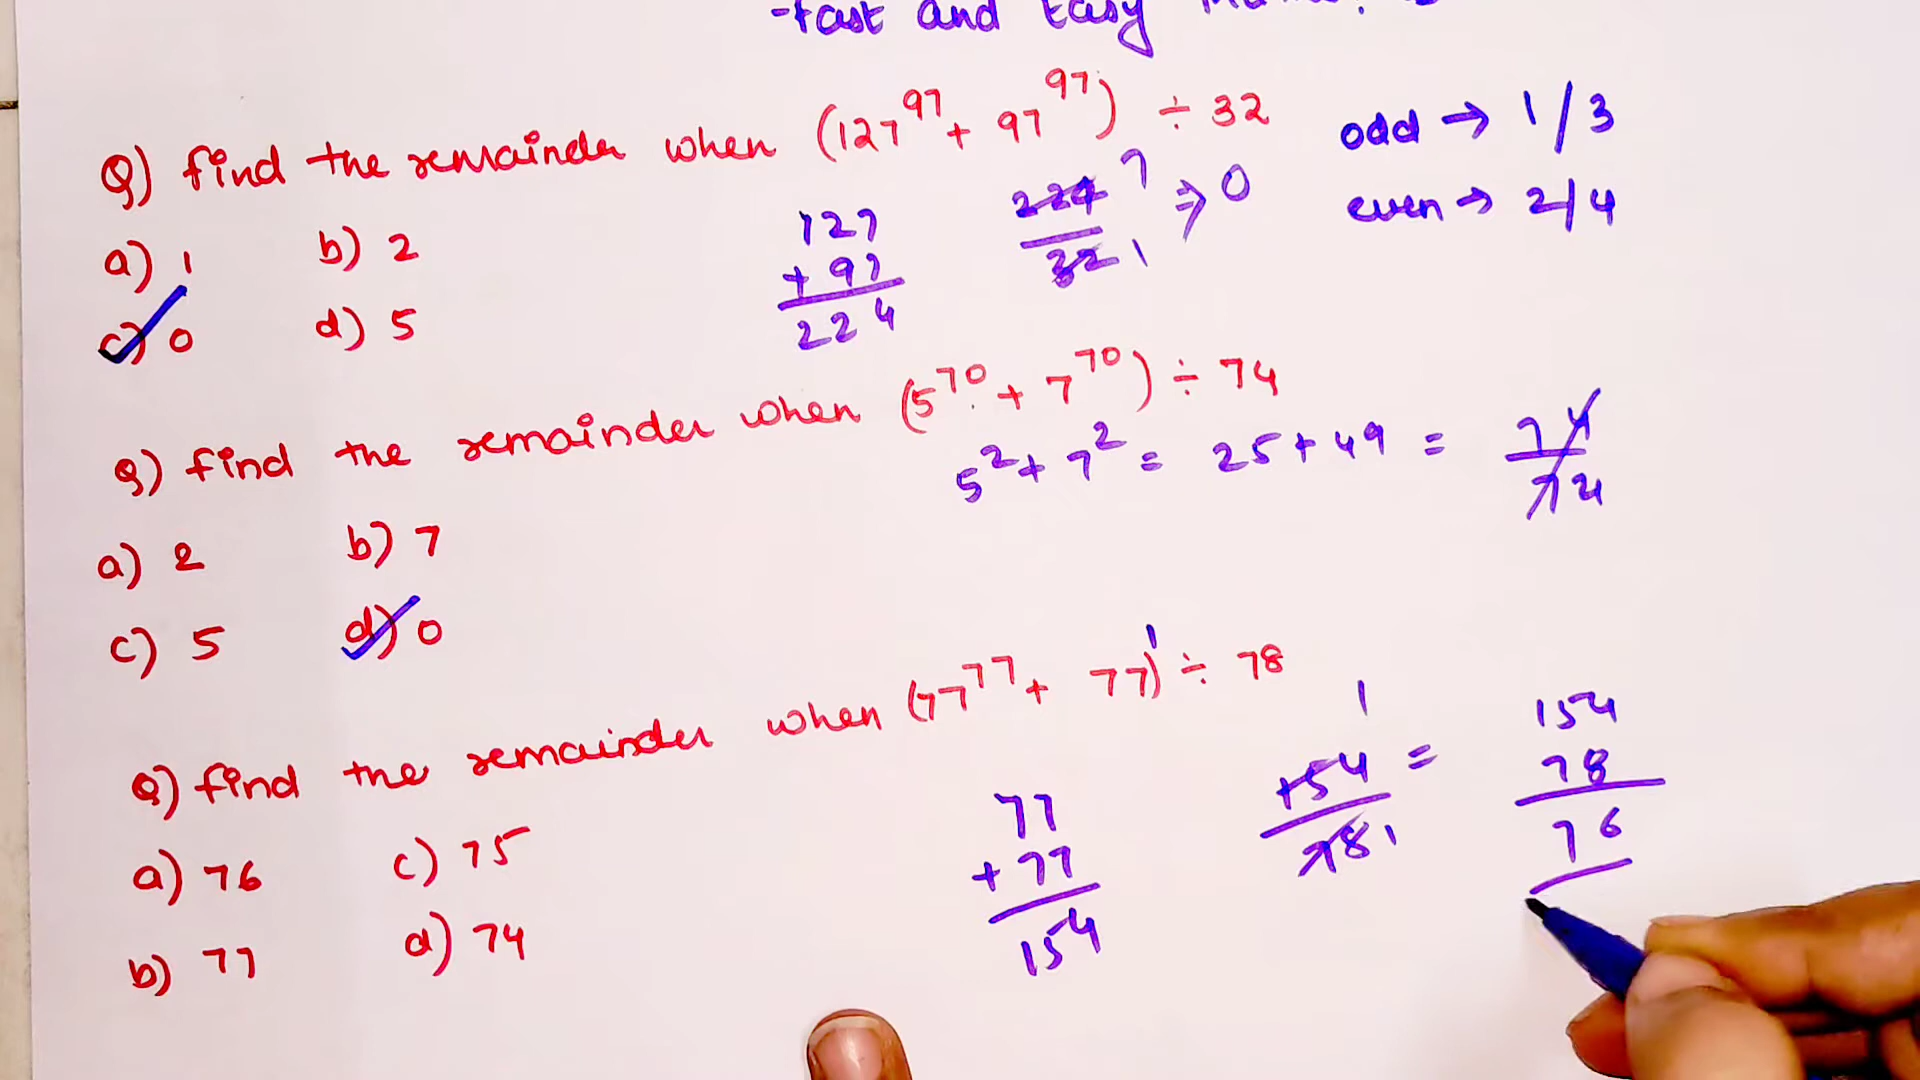 -fast and Easy
Q) find the remainder when (127^97 + 97^97) ÷ 32
odd → 1/3
even → 2/4
a) 1 b) 2
c) 0 d) 5
127
+ 97
224
224 7
32 1
⇒ 0
Q) find the remainder when (5^70 + 7^70) ÷ 74
5^2 + 7^2 = 25 + 49 = 74/74
a) 2 b) 7
c) 5 d) 0
Q) find the remainder when (77^77 + 77)^1 ÷ 78
a) 76 c) 75
b) 77 d) 74
77
+ 77
154
1
154 =
78 1
154
78
76